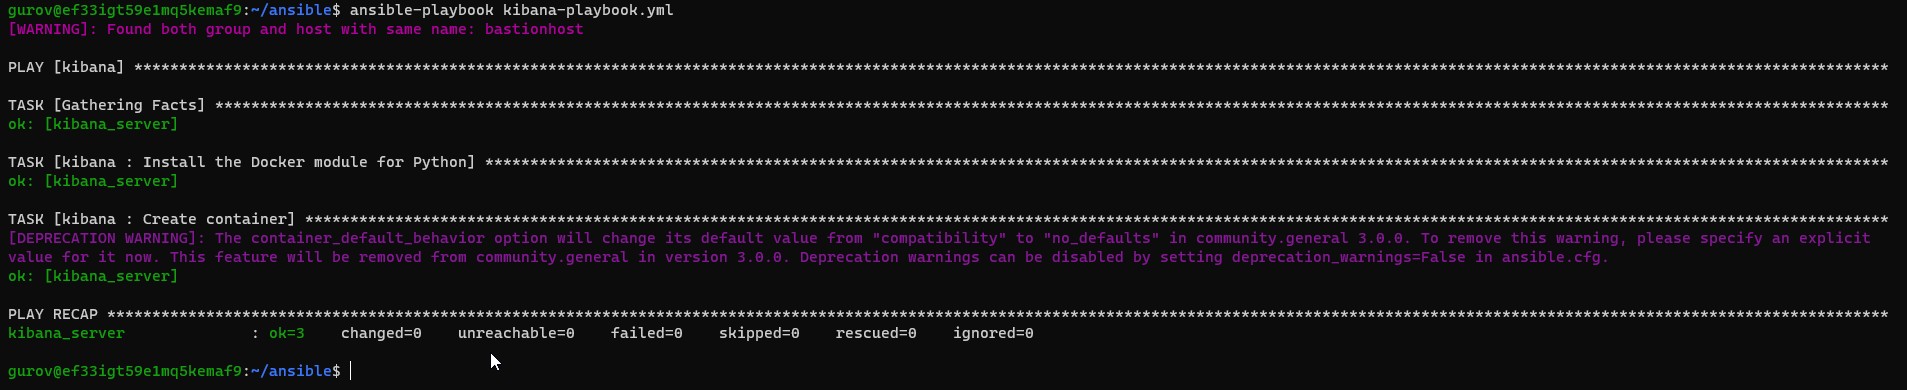 gurov@ef33igt59e1mq5kemaf9:~/ansible$ ansible-playbook kibana-playbook.yml
[WARNING]: Found both group and host with same name: bastionhost
PLAY [kibana] ***********************************************************************************************************************************************************************************************
TASK [Gathering Facts] **************************************************************************************************************************************************************************************
ok: [kibana_server]
TASK [kibana : Install the Docker module for Python] ********************************************************************************************************************************************************
ok: [kibana_server]
TASK [kibana : Create container] ****************************************************************************************************************************************************************************
[DEPRECATION WARNING]: The container_default_behavior option will change its default value from "compatibility" to "no_defaults" in community.general 3.0.0. To remove this warning, please specify an explicit
value for it now. This feature will be removed from community.general in version 3.0.0. Deprecation warnings can be disabled by setting deprecation_warnings=False in ansible.cfg.
ok: [kibana_server]
PLAY RECAP **************************************************************************************************************************************************************************************************
kibana_server              : ok=3    changed=0    unreachable=0    failed=0    skipped=0    rescued=0    ignored=0
gurov@ef33igt59e1mq5kemaf9:~/ansible$